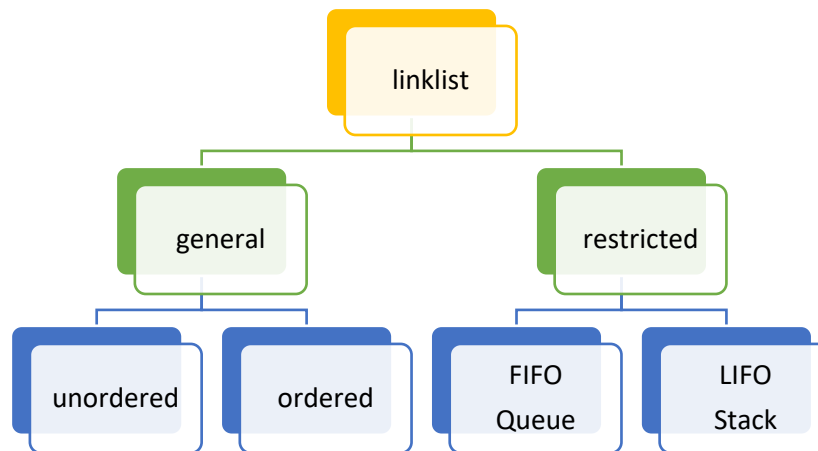 linklist
general
restricted
unordered
ordered
FIFO
Queue
LIFO
Stack